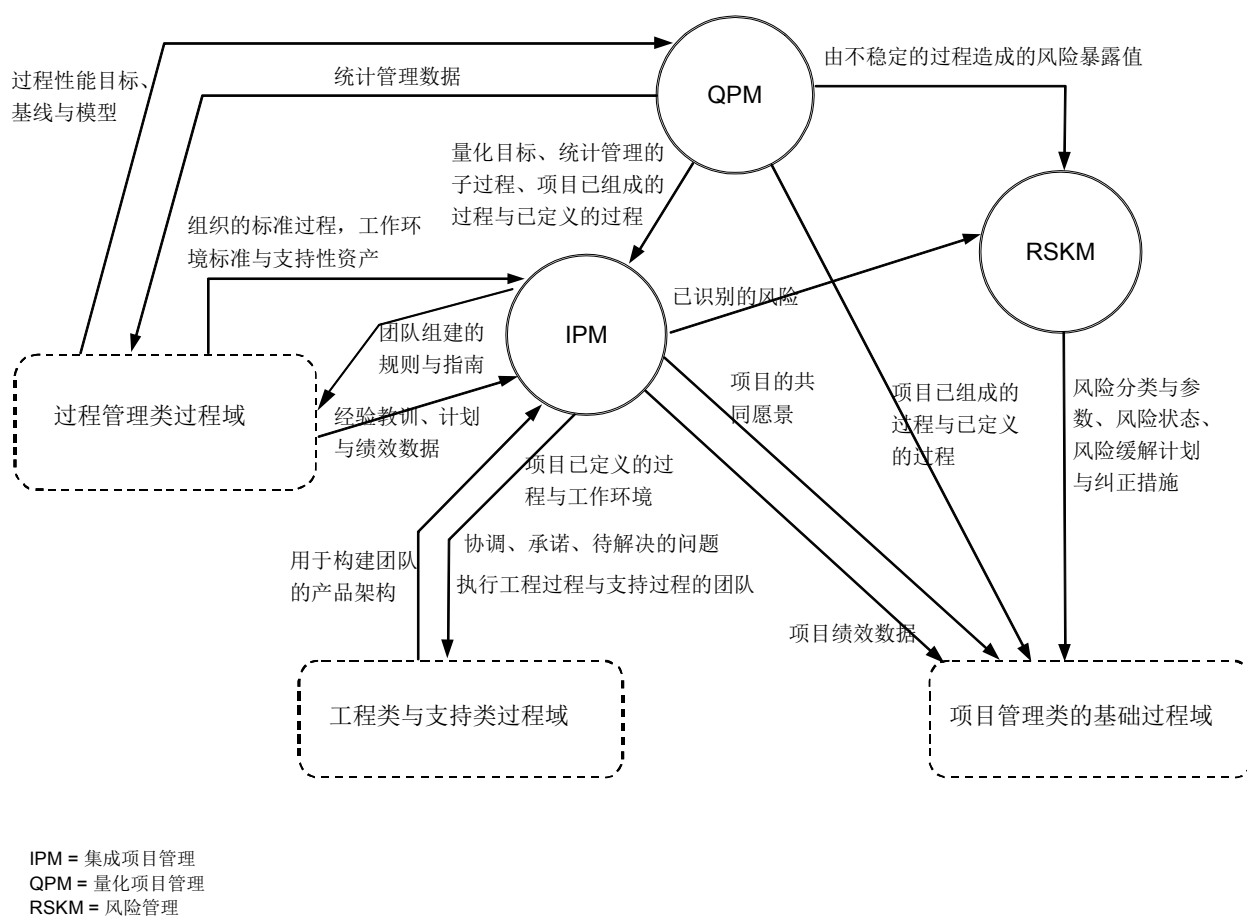 过程性能目标、
基线与模型
统计管理数据
QPM
由不稳定的过程造成的风险暴露值
量化目标、统计管理的
子过程、项目已组成的
过程与已定义的过程
组织的标准过程，工作环
境标准与支持性资产
RSKM
IPM
已识别的风险
团队组建的
规则与指南
过程管理类过程域
经验教训、计划
与绩效数据
项目的共
同愿景
项目已组成的
过程与已定义
的过程
风险分类与参
数、风险状态、
风险缓解计划
与纠正措施
项目已定义的过
程与工作环境
协调、承诺、待解决的问题
执行工程过程与支持过程的团队
用于构建团队
的产品架构
项目绩效数据
工程类与支持类过程域
项目管理类的基础过程域
IPM = 集成项目管理
QPM = 量化项目管理
RSKM = 风险管理